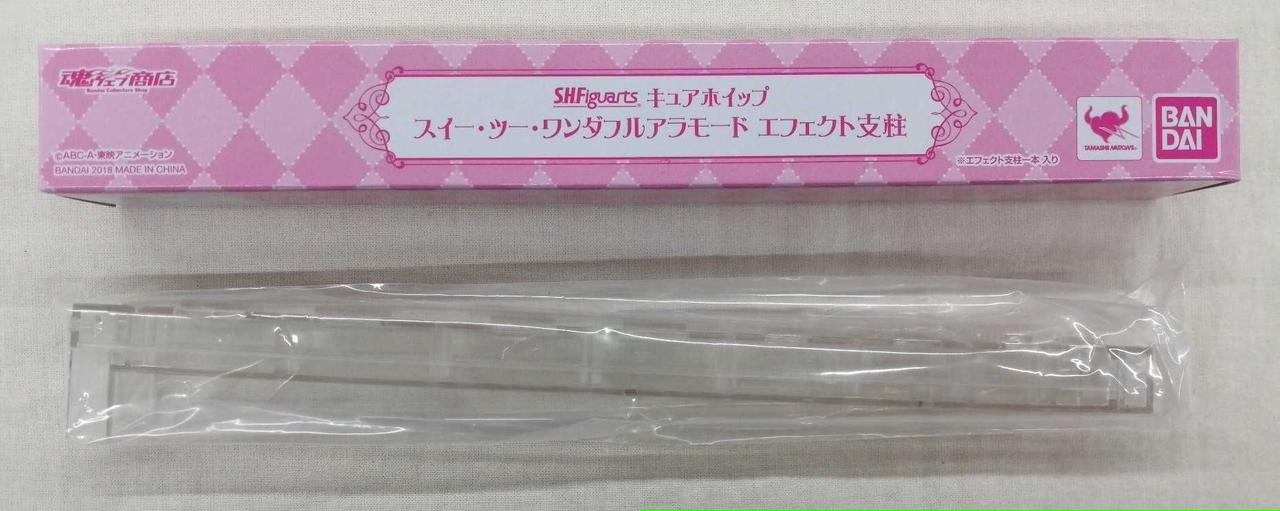 魂ウェブ商店
Bandai Collectors Shop
S.H.Figuarts キュアホイップ
スイー・ツー・ワンダフルアラモード エフェクト支柱
©ABC-A・東映アニメーション
BANDAI 2018 MADE IN CHINA
※エフェクト支柱一本 入り
TAMASHII NATIONS
BAN
DAI